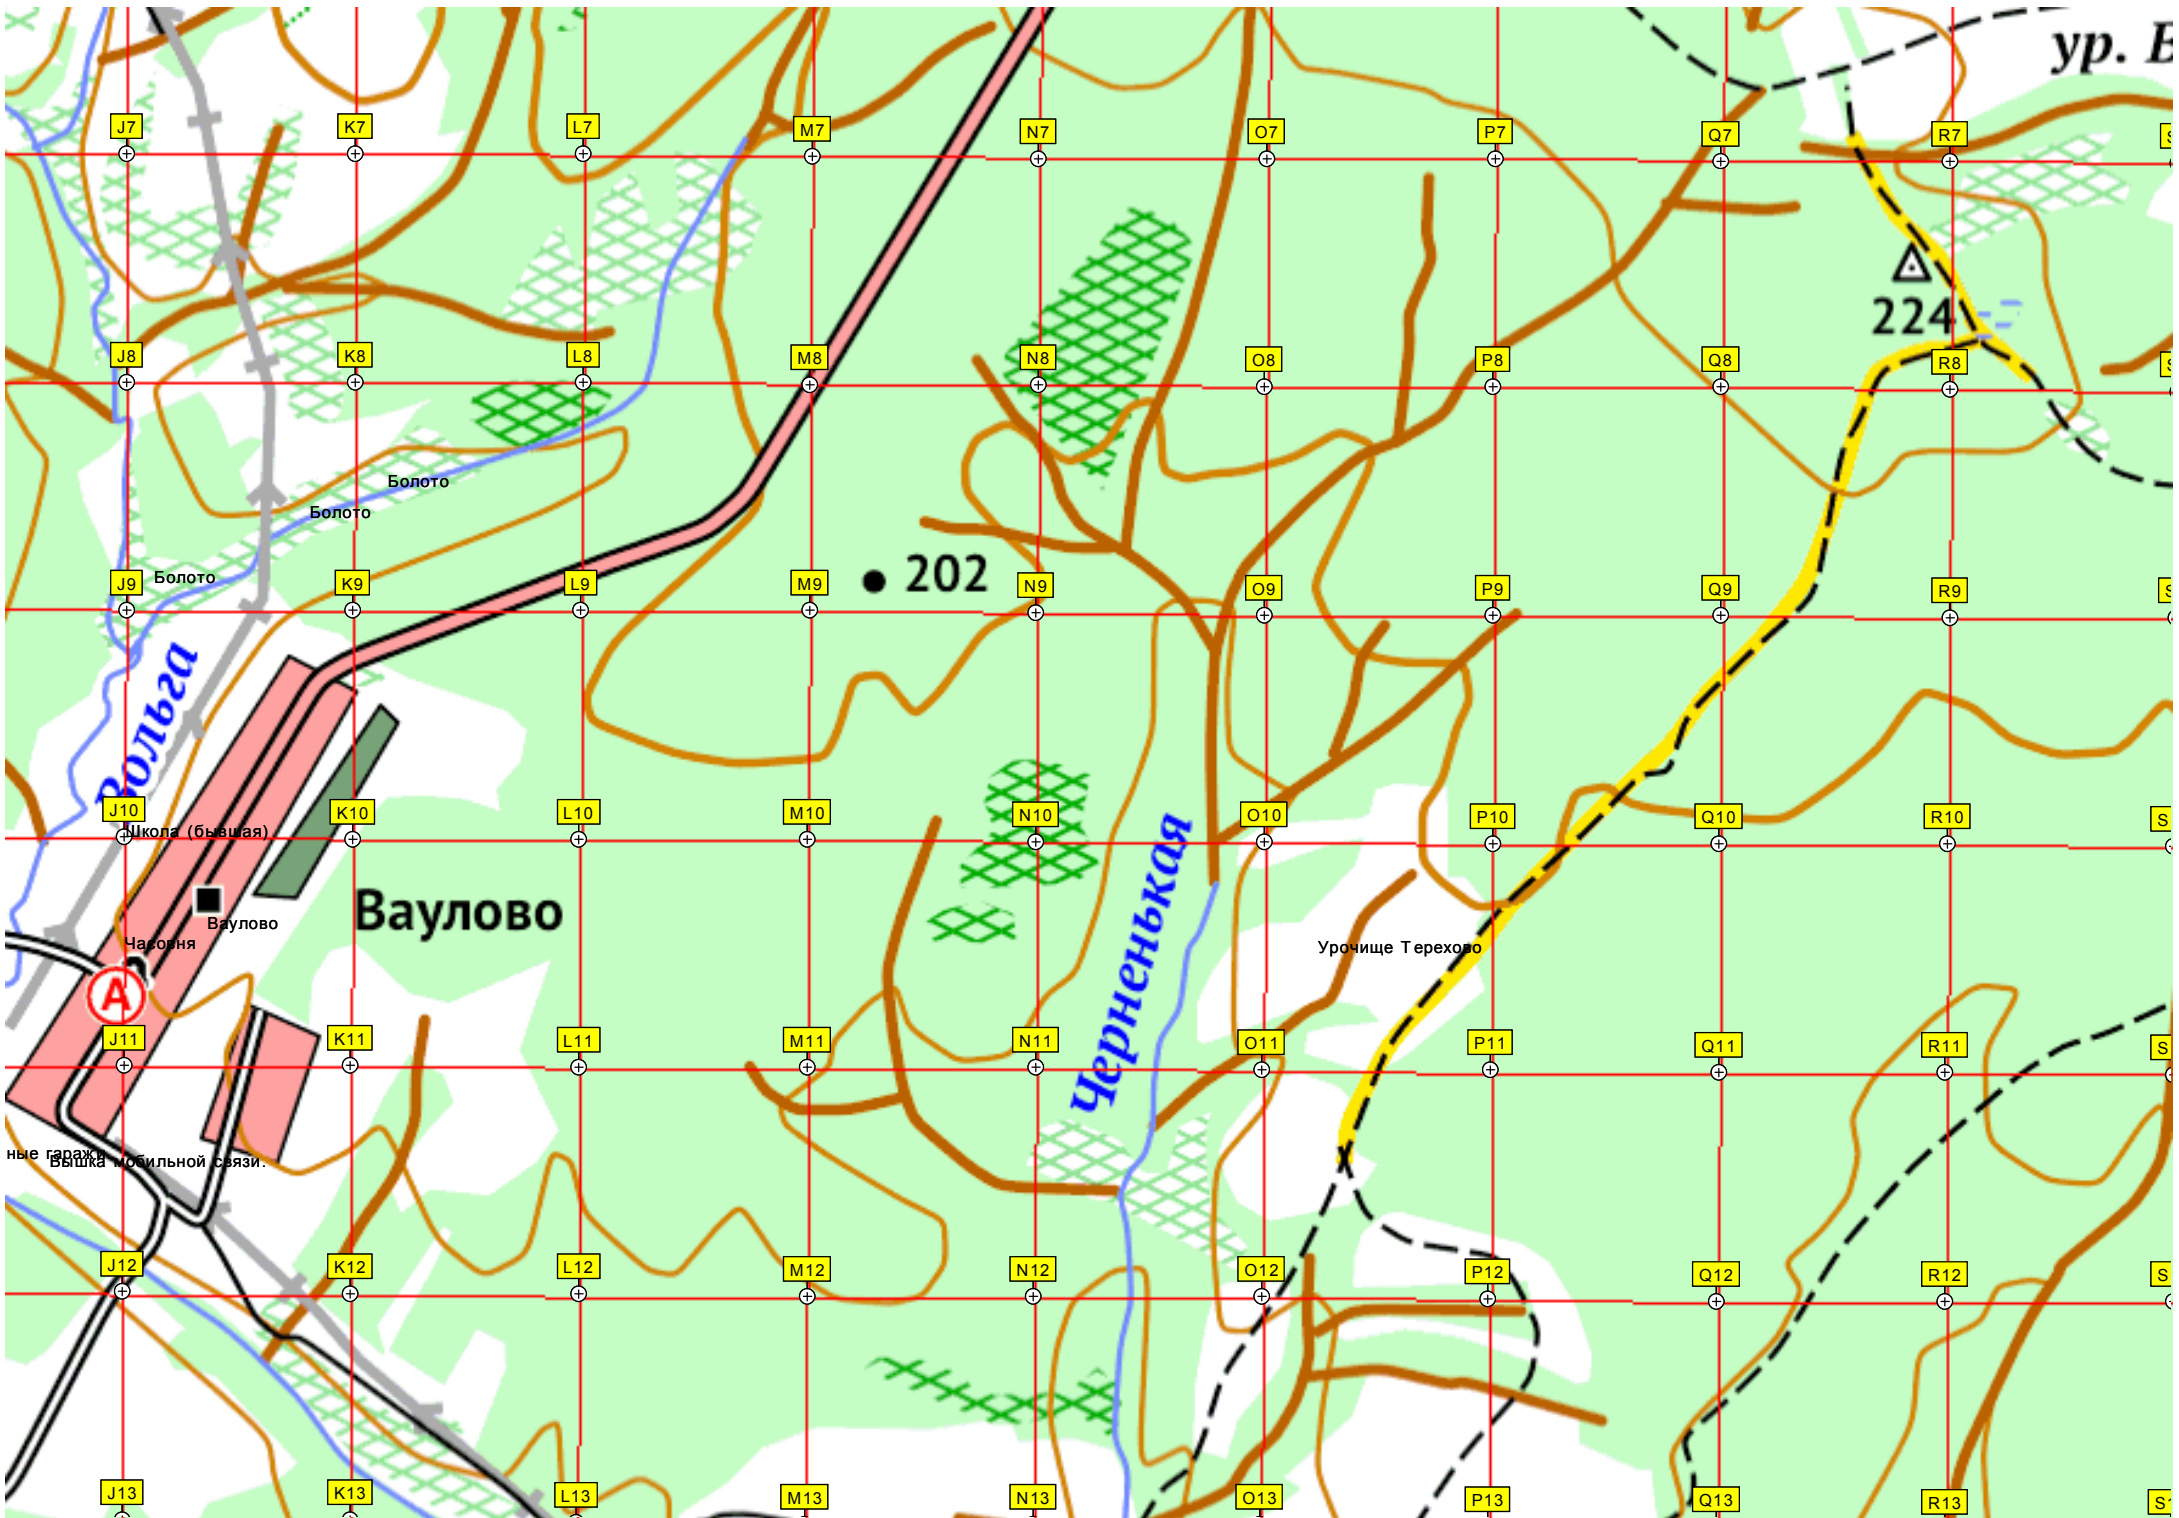 ур. В
J7 K7 L7 M7 N7 O7 P7 Q7 R7 S
224
J8 K8 L8 M8 N8 O8 P8 Q8 R8 S
Болото
Болото
Болото
202
J9 K9 L9 M9 N9 O9 P9 Q9 R9 S
Вольга
J10 K10 L10 M10 N10 O10 P10 Q10 R10 S
Школа (бывшая)
Ваулово
Ваулово
Часовня
Черненькая
Урочище Терехово
А
J11 K11 L11 M11 N11 O11 P11 Q11 R11 S
ные гаражи
Вышка мобильной связи.
J12 K12 L12 M12 N12 O12 P12 Q12 R12 S
J13 K13 L13 M13 N13 O13 P13 Q13 R13 S1